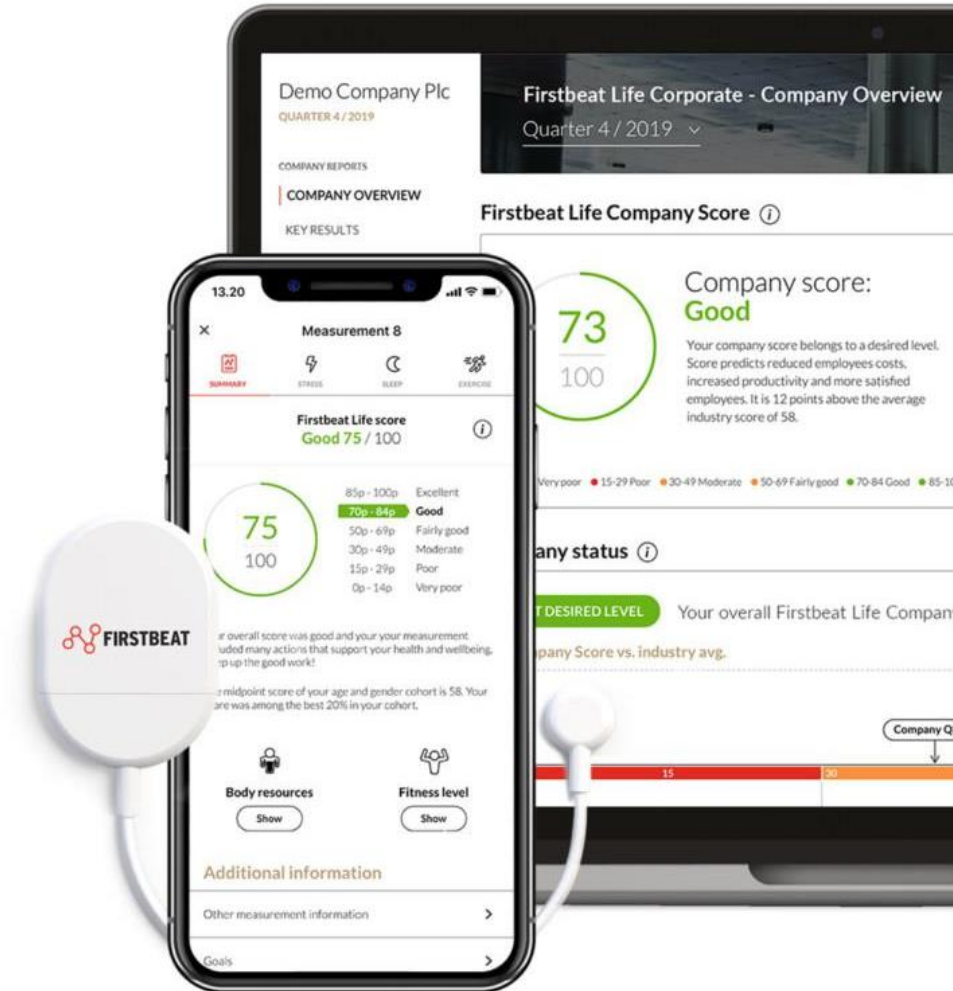 Demo Company Plc
QUARTER 4 / 2019
COMPANY REPORTS
COMPANY OVERVIEW
KEY RESULTS
Firstbeat Life Corporate - Company Overview
Quarter 4 / 2019
Firstbeat Life Company Score
73
100
Company score:
Good
Your company score belongs to a desired level.
Score predicts reduced employees costs,
increased productivity and more satisfied
employees. It is 12 points above the average
industry score of 58.
Very poor 15-29 Poor 30-49 Moderate 50-69 Fairly good 70-84 Good
status
DESIRED LEVEL
Your overall Firstbeat Life
Score vs. industry avg.
Company
15
30
13.20
Measurement 8
SUMMARY
STRESS
SLEEP
EXERCISE
Firstbeat Life score
Good 75 / 100
75
100
85p - 100p Excellent
70p - 84p Good
50p - 69p Fairly good
30p - 49p Moderate
15p - 29p Poor
0p - 14p Very poor
overall score was good and your your measurement
many actions that support your health and wellbeing.
up the good work!
midpoint score of your age and gender cohort is 58. Your
was among the best 20% in your cohort.
Body resources
Show
Fitness level
Show
Additional information
Other measurement information
Goals
FIRSTBEAT